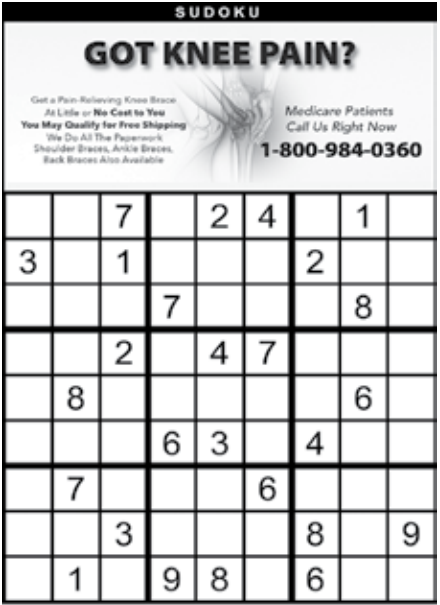 SUDOKU
GOT KNEE PAIN?
Get a Pain-Relieving Knee Brace
At Little or No Cost to You
You May Qualify for Free Shipping
We Do All The Paperwork
Shoulder Braces, Ankle Braces,
Back Braces Also Available
Medicare Patients
Call Us Right Now
1-800-984-0360
7 2 4 1
3 1 2
7 8
2 4 7
8 6
6 3 4
7 6
3 8 9
1 9 8 6